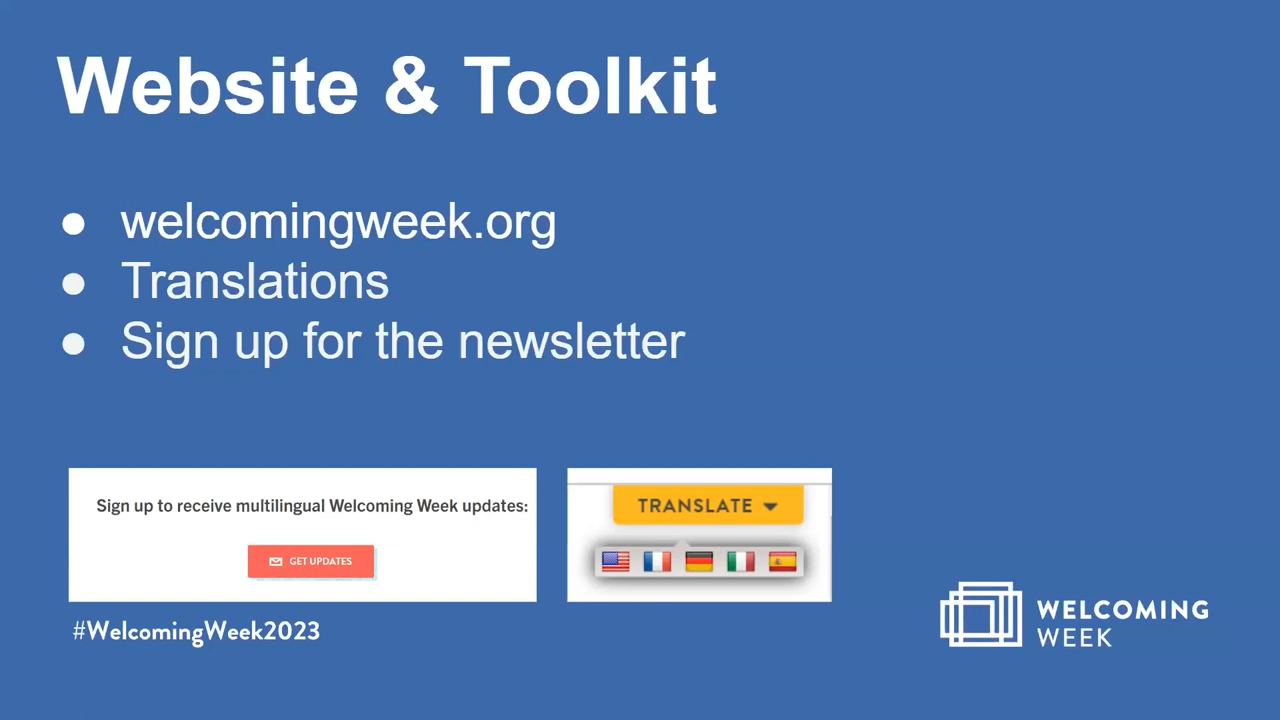 Website & Toolkit
● welcomingweek.org
● Translations
● Sign up for the newsletter
Sign up to receive multilingual Welcoming Week updates:
GET UPDATES
TRANSLATE
#WelcomingWeek2023
WELCOMING
WEEK